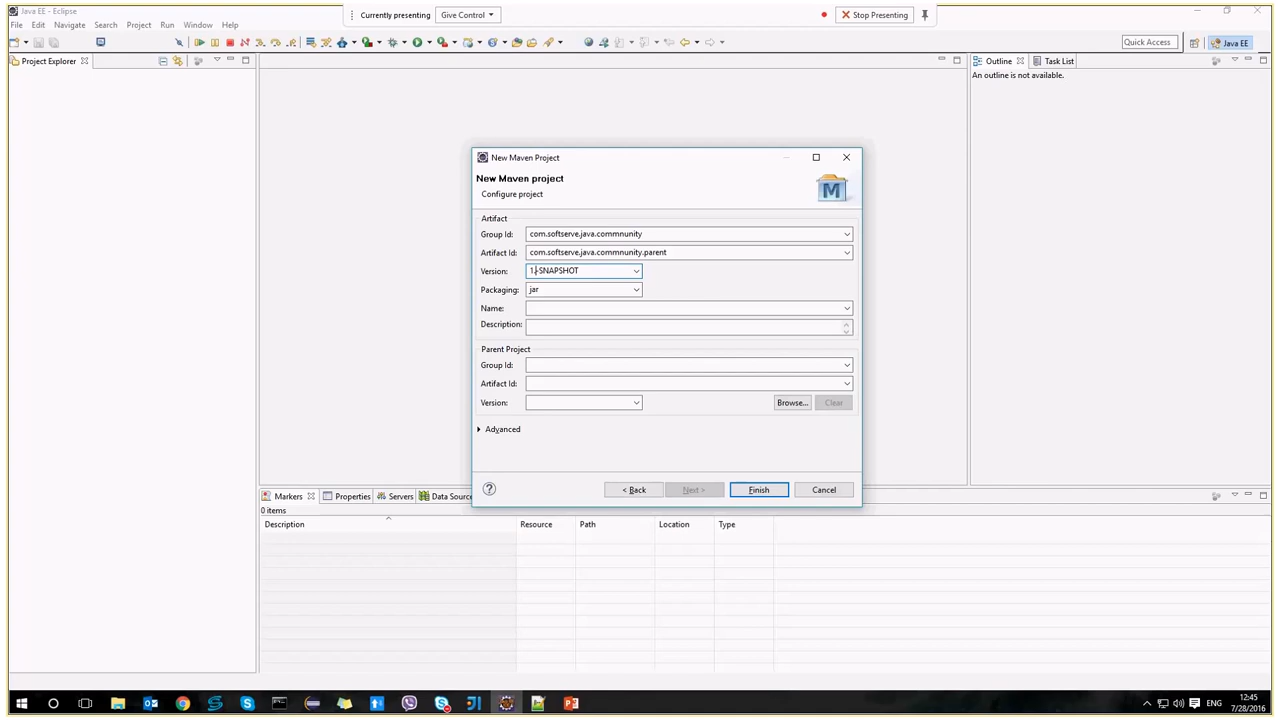 Java EE - Eclipse
Currently presenting
Give Control
Stop Presenting
File Edit Navigate Search Project Run Window Help
Quick Access
Java EE
Project Explorer
Outline
Task List
An outline is not available.
New Maven Project
New Maven project
Configure project
M
Artifact
Group Id:
com.softserve.java.commnunity
Artifact Id:
com.softserve.java.commnunity.parent
Version:
1.-SNAPSHOT
Packaging:
jar
Name:
Description:
Parent Project
Group Id:
Artifact Id:
Version:
Browse...
Clear
Advanced
< Back
Next >
Finish
Cancel
Markers
Properties
Servers
Data Source
0 items
Description
Resource
Path
Location
Type
ENG
12:45
7/28/2016